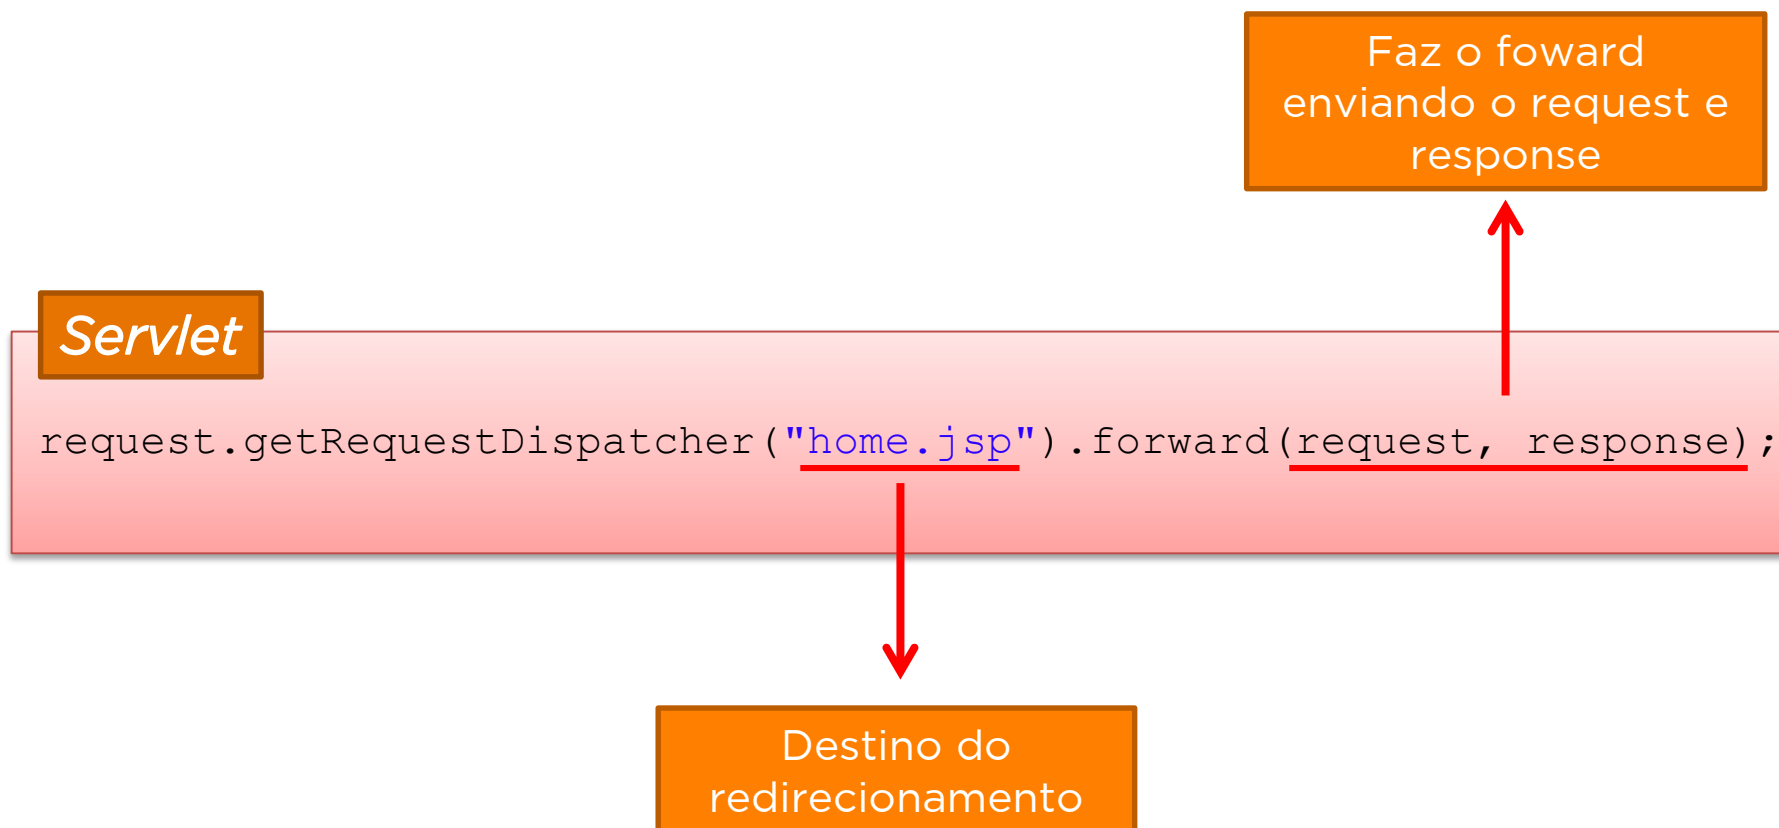 Faz o foward
enviando o request e
response
Servlet
request.getRequestDispatcher("home.jsp").forward(request, response);
Destino do
redirecionamento